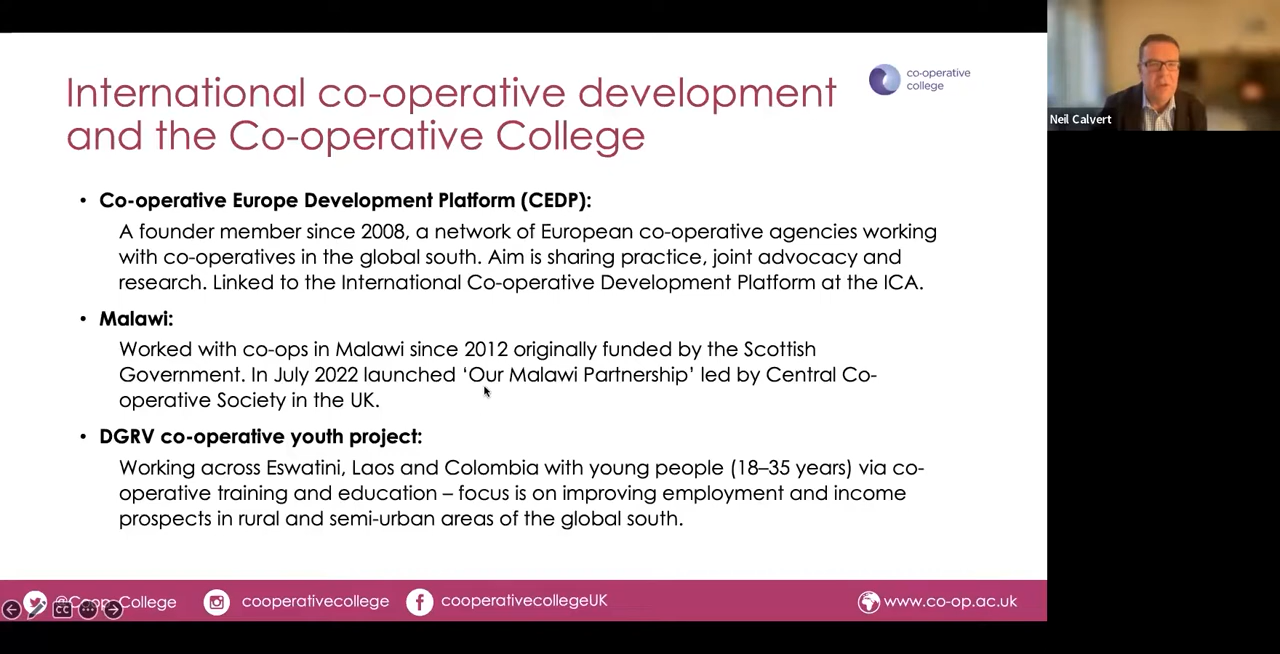 International co-operative development
and the Co-operative College
co-operative
college
Neil Calvert
• Co-operative Europe Development Platform (CEDP):
A founder member since 2008, a network of European co-operative agencies working
with co-operatives in the global south. Aim is sharing practice, joint advocacy and
research. Linked to the International Co-operative Development Platform at the ICA.
• Malawi:
Worked with co-ops in Malawi since 2012 originally funded by the Scottish
Government. In July 2022 launched ‘Our Malawi Partnership’ led by Central Co-
operative Society in the UK.
• DGRV co-operative youth project:
Working across Eswatini, Laos and Colombia with young people (18–35 years) via co-
operative training and education – focus is on improving employment and income
prospects in rural and semi-urban areas of the global south.
@Coop_College
CC
cooperativecollege
cooperativecollegeUK
www.co-op.ac.uk